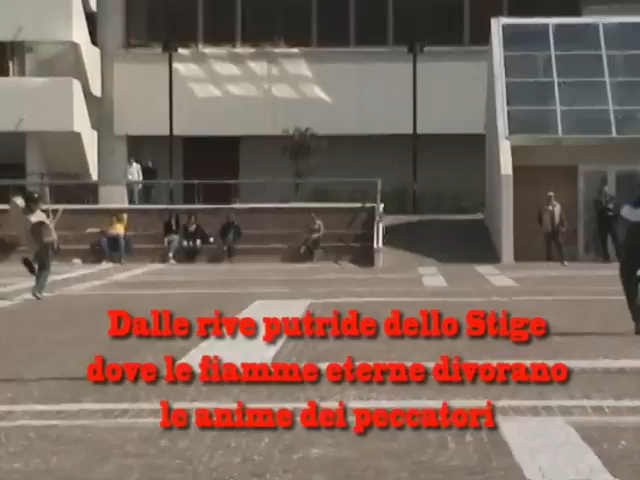 Dalle rive putride dello Stige
dove le fiamme eterne divorano
le anime dei peccatori